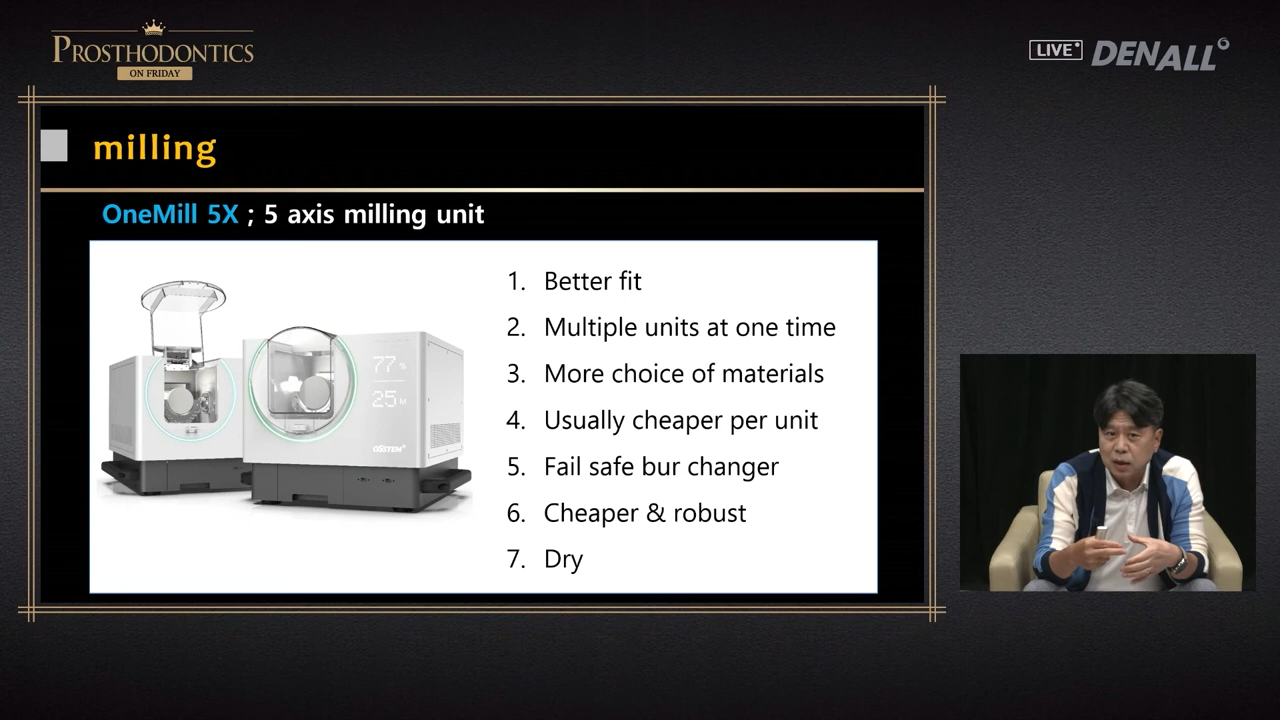 PROSTHODONTICS
ON FRIDAY
LIVE
DENALL
milling
OneMill 5X ; 5 axis milling unit
77 %
25 M
OSSTEM
1. Better fit
2. Multiple units at one time
3. More choice of materials
4. Usually cheaper per unit
5. Fail safe bur changer
6. Cheaper & robust
7. Dry